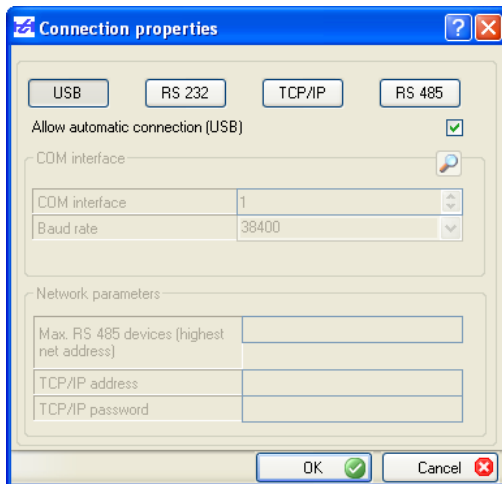 Connection properties
USB RS 232 TCP/IP RS 485
Allow automatic connection (USB)
COM interface
COM interface 1
Baud rate 38400
Network parameters
Max. RS 485 devices (highest
net address)
TCP/IP address
TCP/IP password
OK Cancel